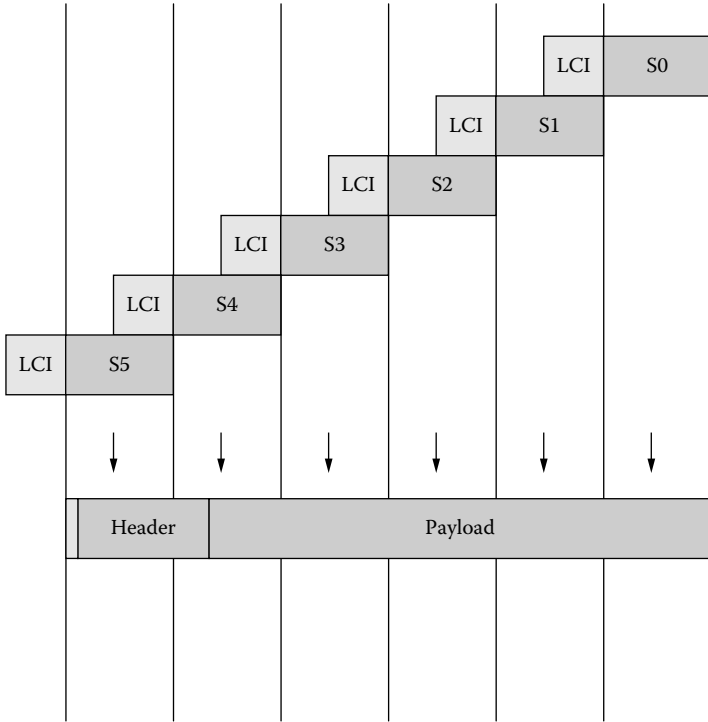 LCI S0
LCI S1
LCI S2
LCI S3
LCI S4
LCI S5
Header Payload